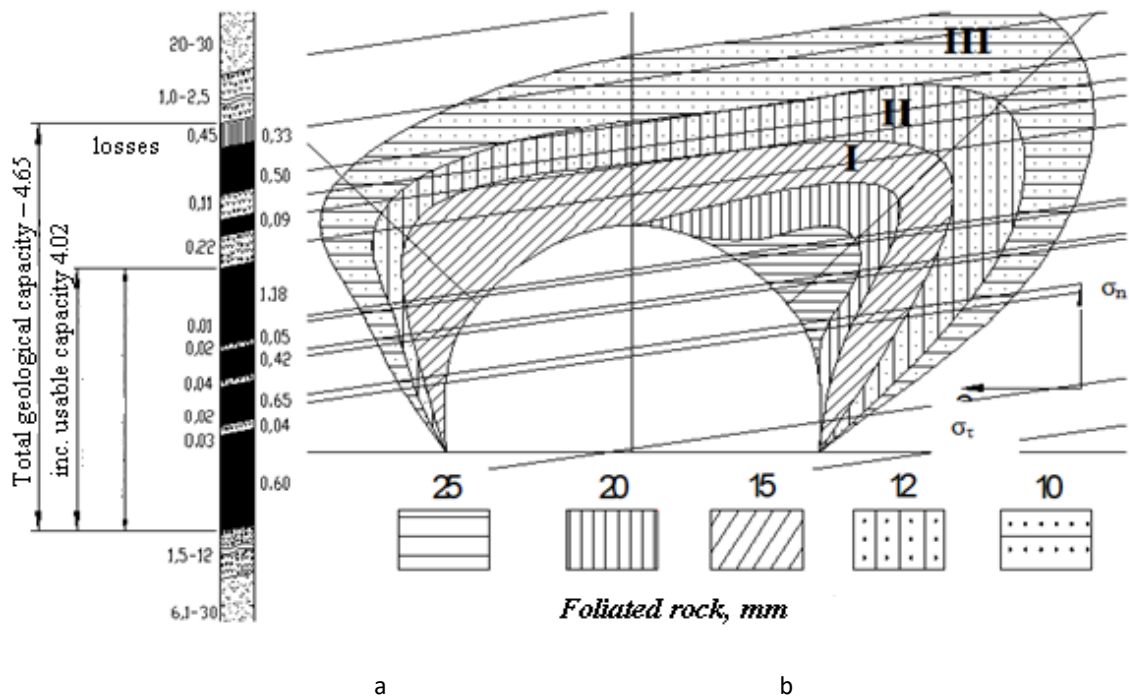 20-30
1,0-2,5
0,45
0,33
losses
0,50
0,11
0,09
0,22
Total geological capacity – 4.65
inc. usable capacity 4.02
1,18
0,01
0,05
0,02
0,42
0,04
0,65
0,02
0,04
0,03
0,60
1,5-12
6,1-30
III
II
I
σn
στ
25 20 15 12 10
Foliated rock, mm
a b